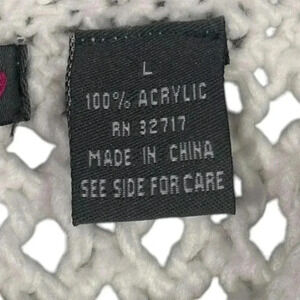 L
100% ACRYLIC
RN 32717
MADE IN CHINA
SEE SIDE FOR CARE